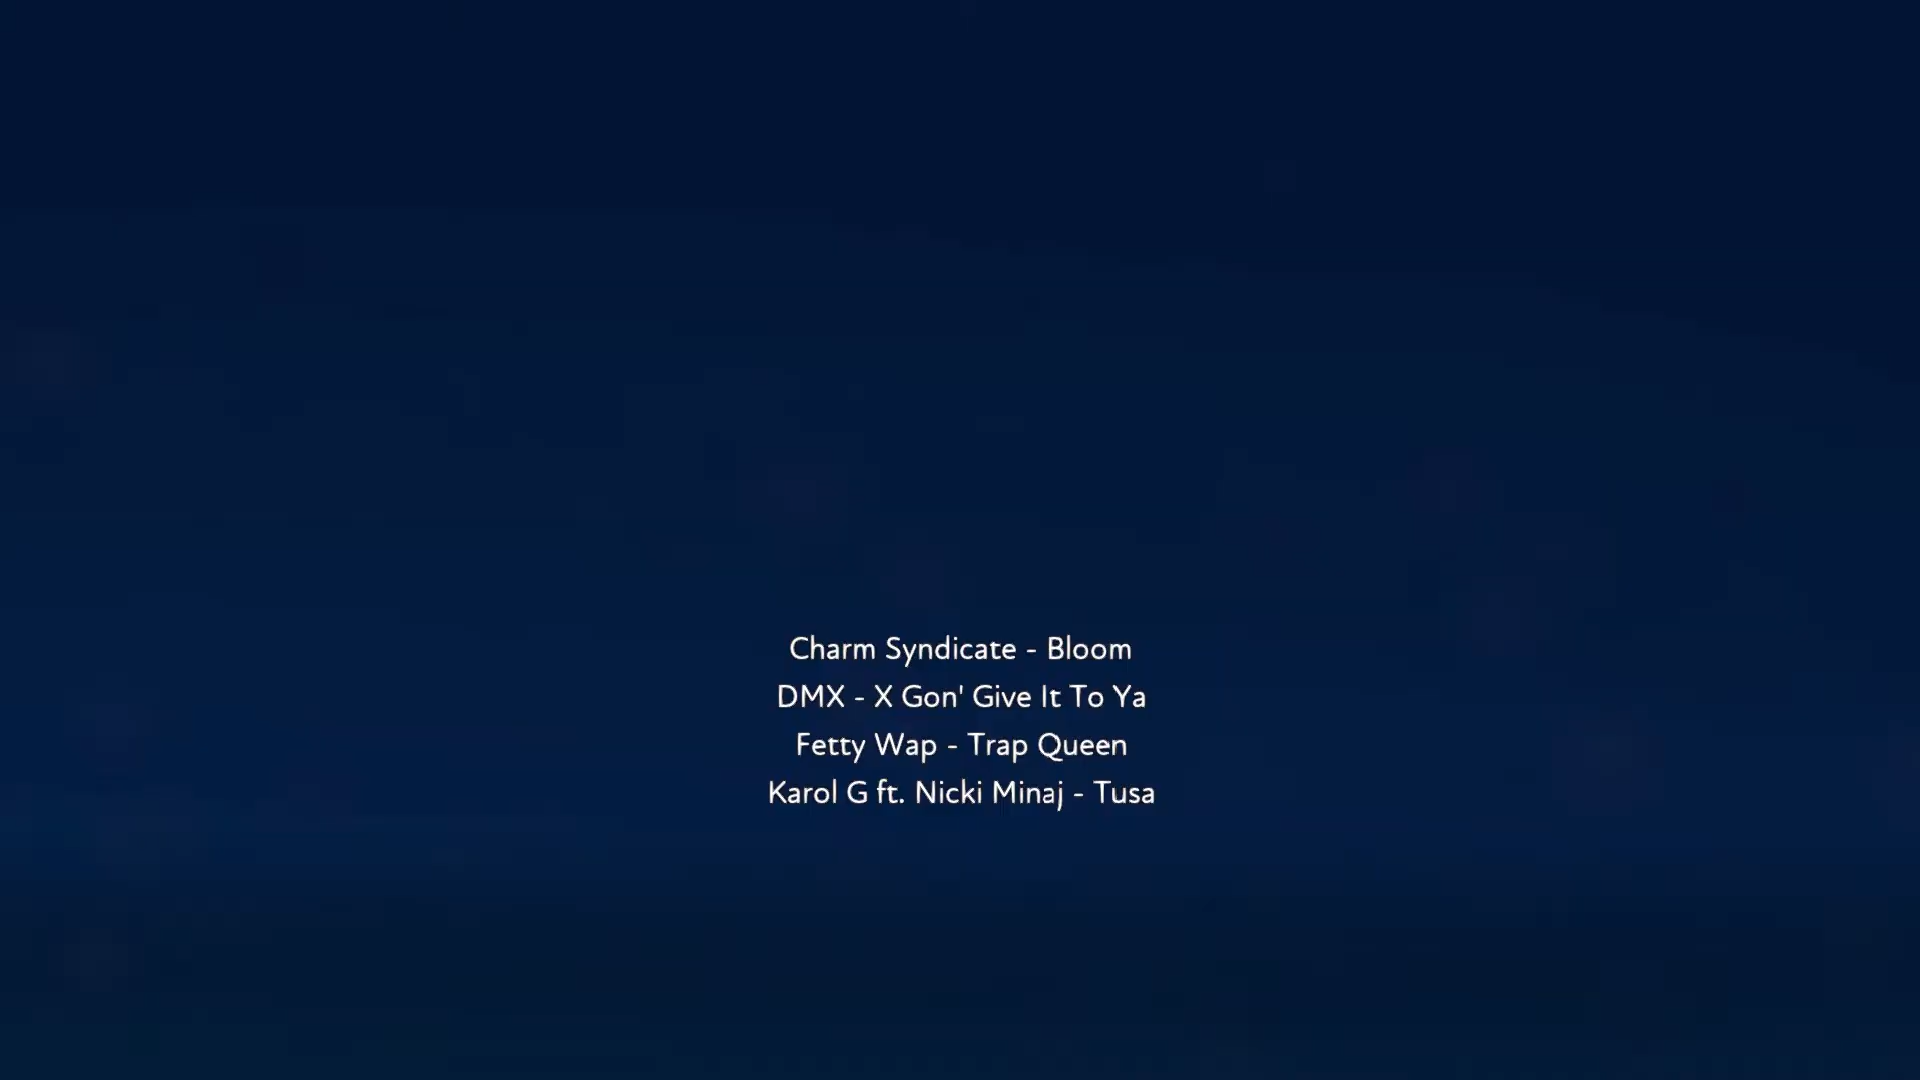 Charm Syndicate - Bloom
DMX - X Gon' Give It To Ya
Fetty Wap - Trap Queen
Karol G ft. Nicki Minaj - Tusa